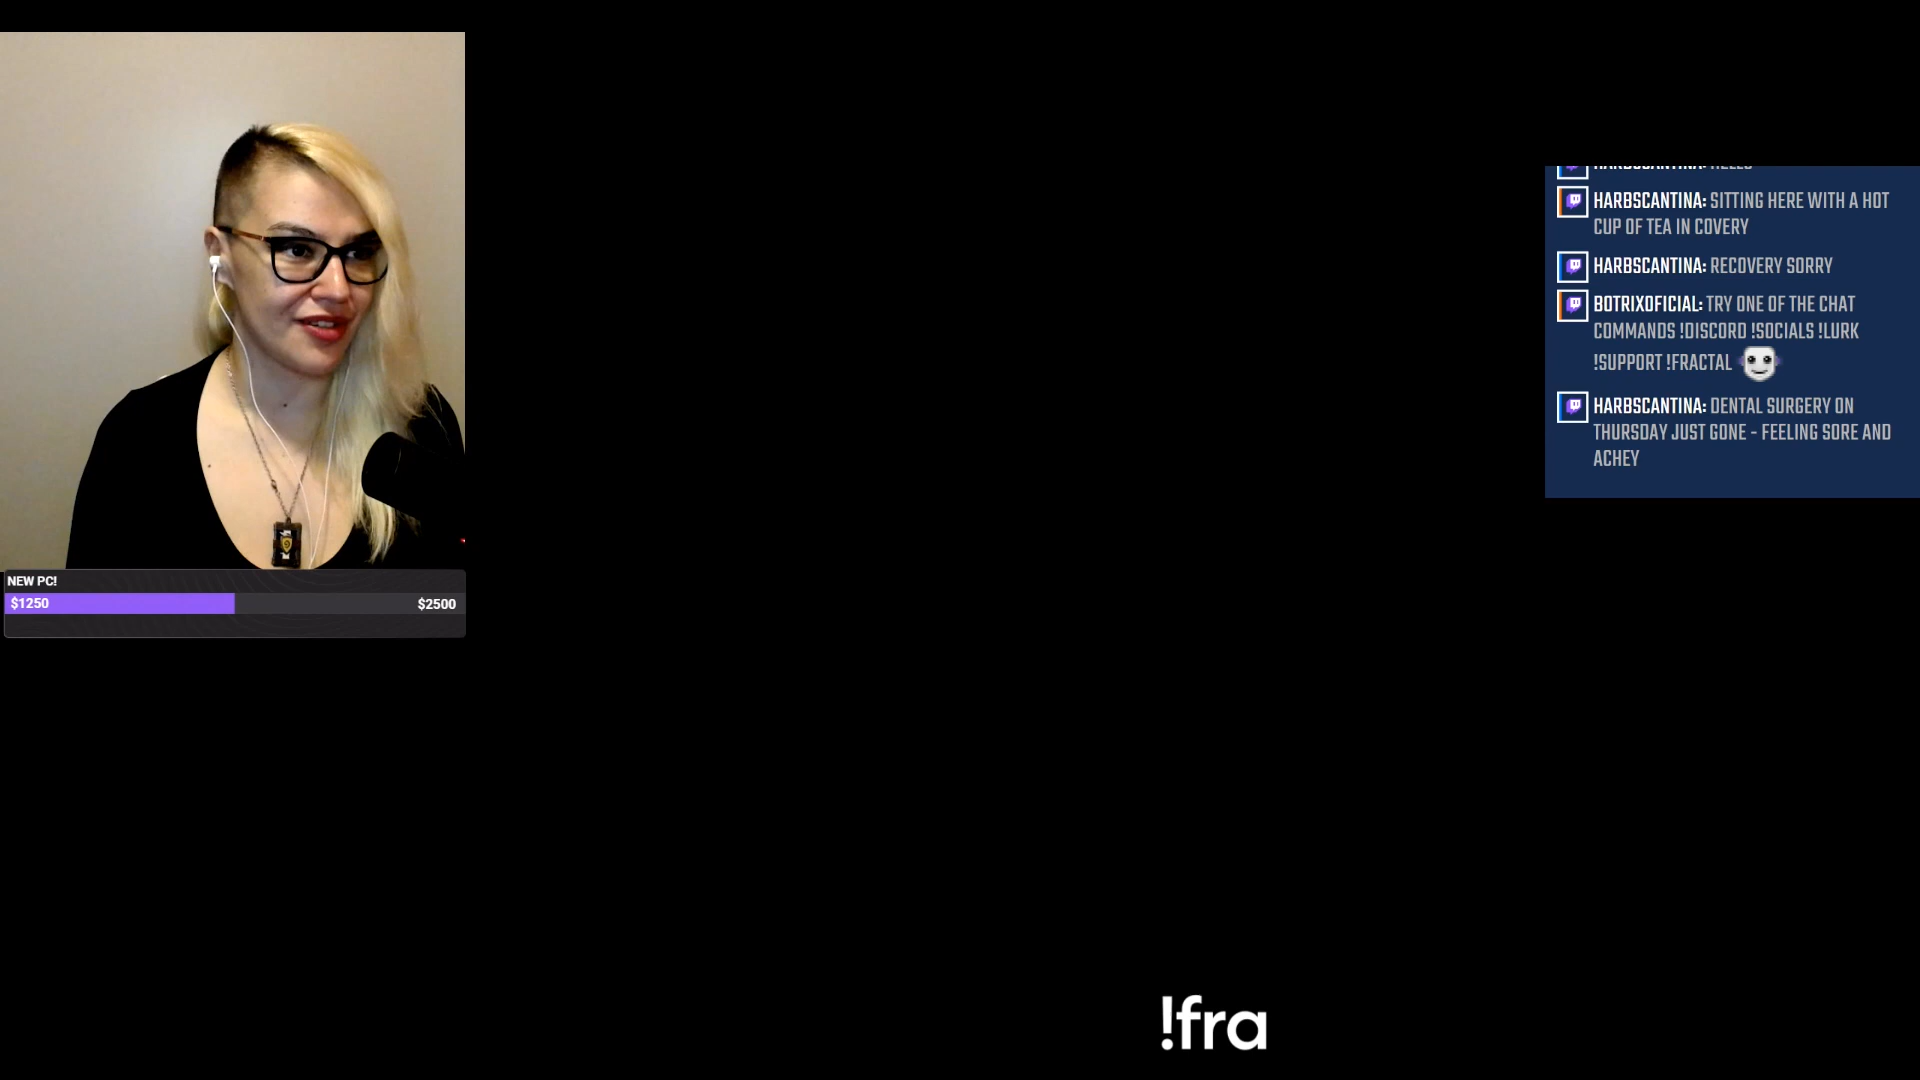 HARBSCANTINA: HELLO
HARBSCANTINA: SITTING HERE WITH A HOT
CUP OF TEA IN COVERY
HARBSCANTINA: RECOVERY SORRY
BOTRIXOFICIAL: TRY ONE OF THE CHAT
COMMANDS !DISCORD !SOCIALS !LURK
!SUPPORT !FRACTAL
HARBSCANTINA: DENTAL SURGERY ON
THURSDAY JUST GONE - FEELING SORE AND
ACHEY
NEW PC!
$1250 $2500
!fra